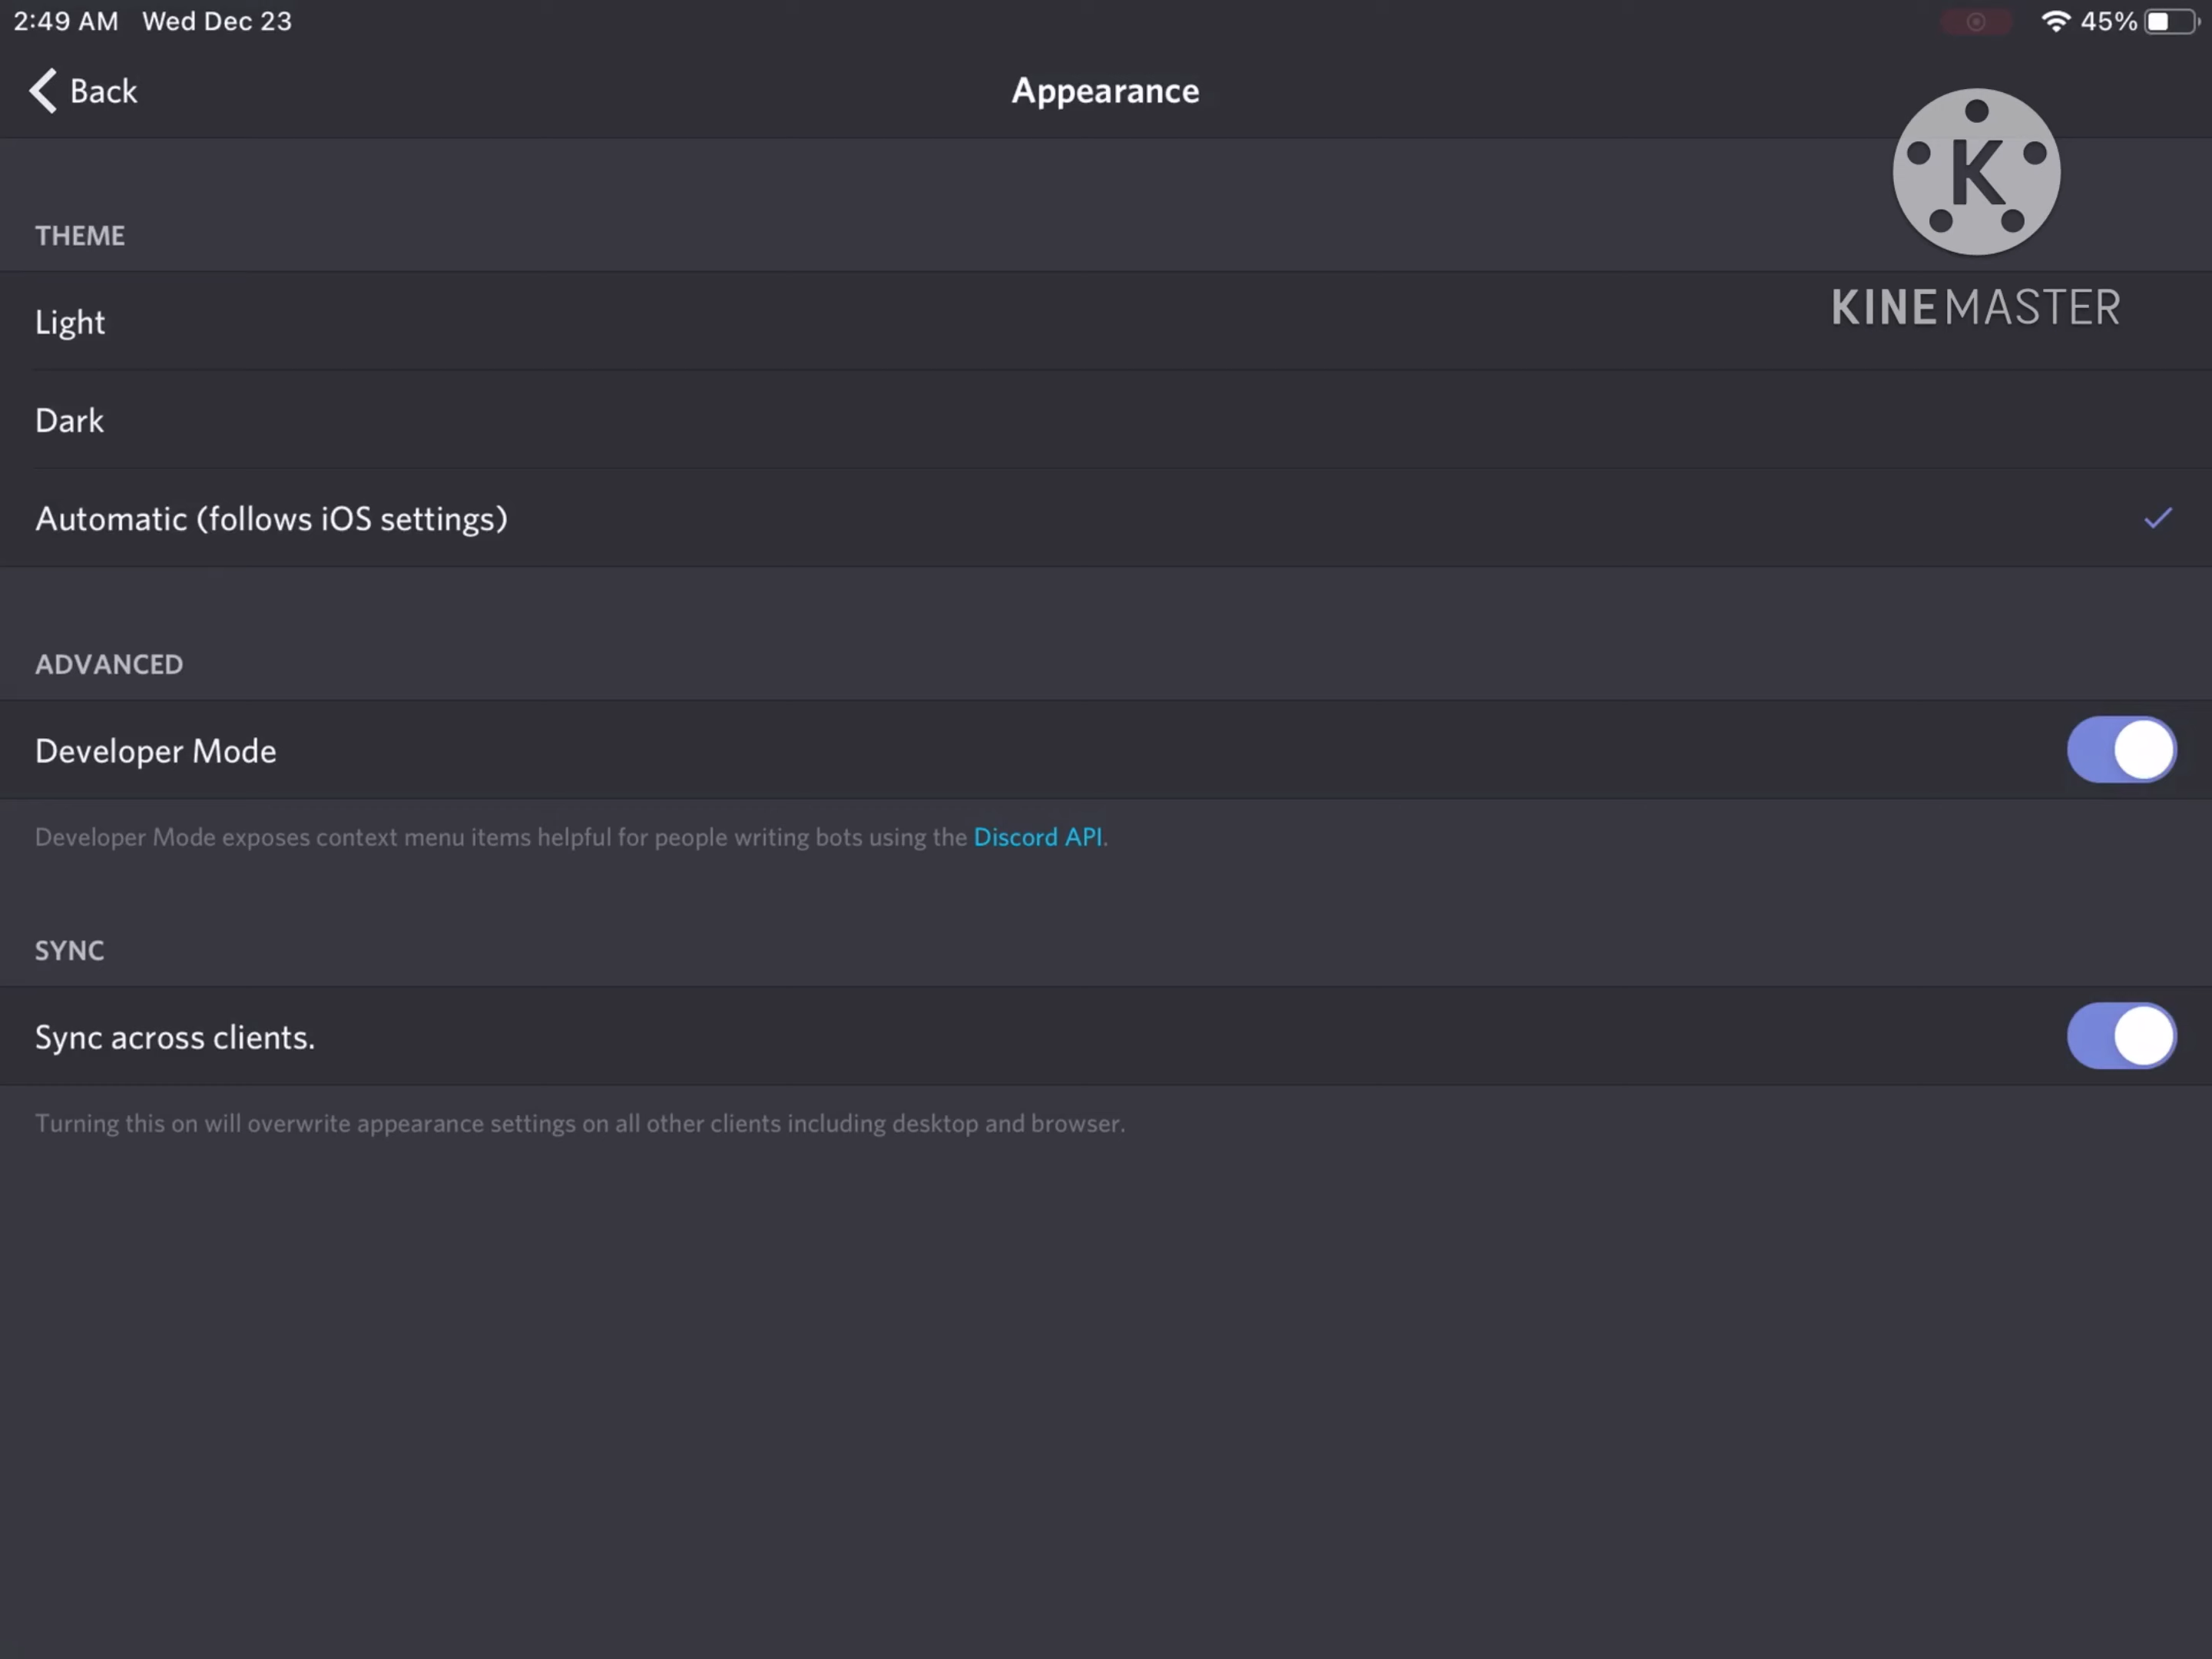 2:49 AM Wed Dec 23 45%
Back Appearance
K
KINEMASTER
THEME
Light
Dark
Automatic (follows iOS settings)
ADVANCED
Developer Mode
Developer Mode exposes context menu items helpful for people writing bots using the Discord API.
SYNC
Sync across clients.
Turning this on will overwrite appearance settings on all other clients including desktop and browser.